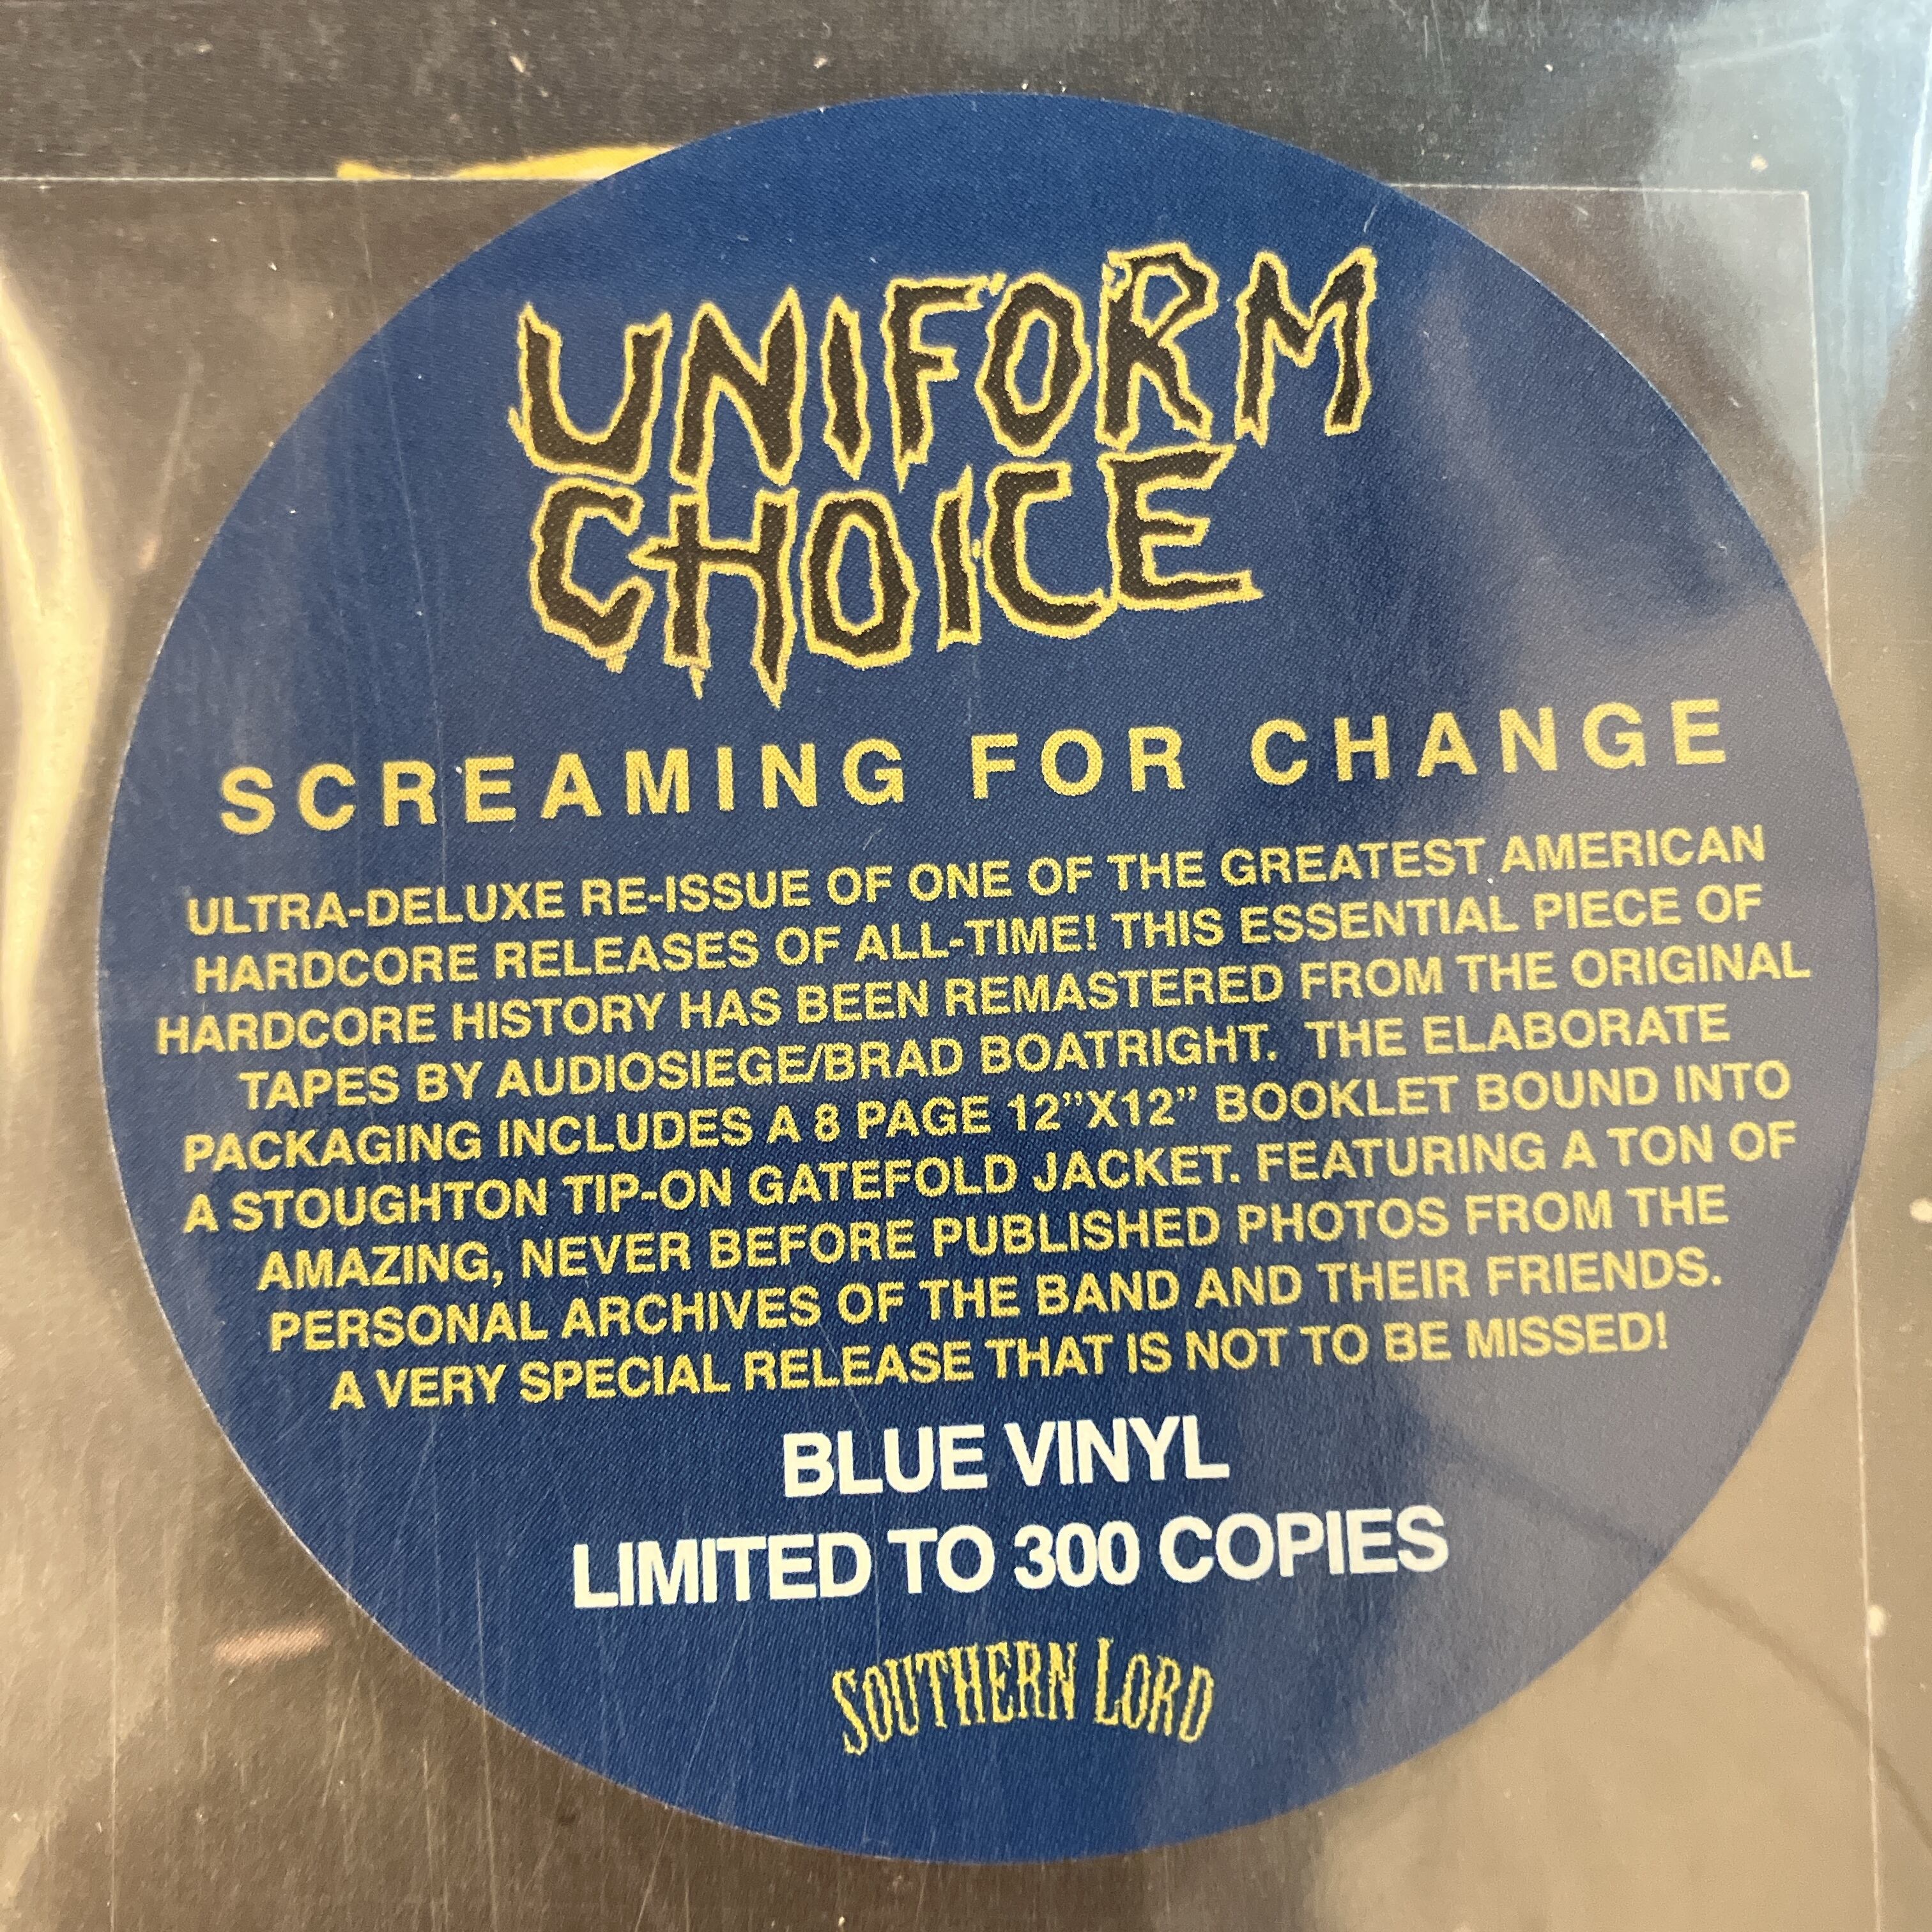 UNIFORM
CHOICE
SCREAMING FOR CHANGE
ULTRA-DELUXE RE-ISSUE OF ONE OF THE GREATEST AMERICAN
HARDCORE RELEASES OF ALL-TIME! THIS ESSENTIAL PIECE OF
HARDCORE HISTORY HAS BEEN REMASTERED FROM THE ORIGINAL
TAPES BY AUDIOSIEGE/BRAD BOATRIGHT.  THE ELABORATE
PACKAGING INCLUDES A 8 PAGE 12”X12” BOOKLET BOUND INTO
A STOUGHTON TIP-ON GATEFOLD JACKET. FEATURING A TON OF
AMAZING, NEVER BEFORE PUBLISHED PHOTOS FROM THE
PERSONAL ARCHIVES OF THE BAND AND THEIR FRIENDS.
A VERY SPECIAL RELEASE THAT IS NOT TO BE MISSED!
BLUE VINYL
LIMITED TO 300 COPIES
SOUTHERN LORD